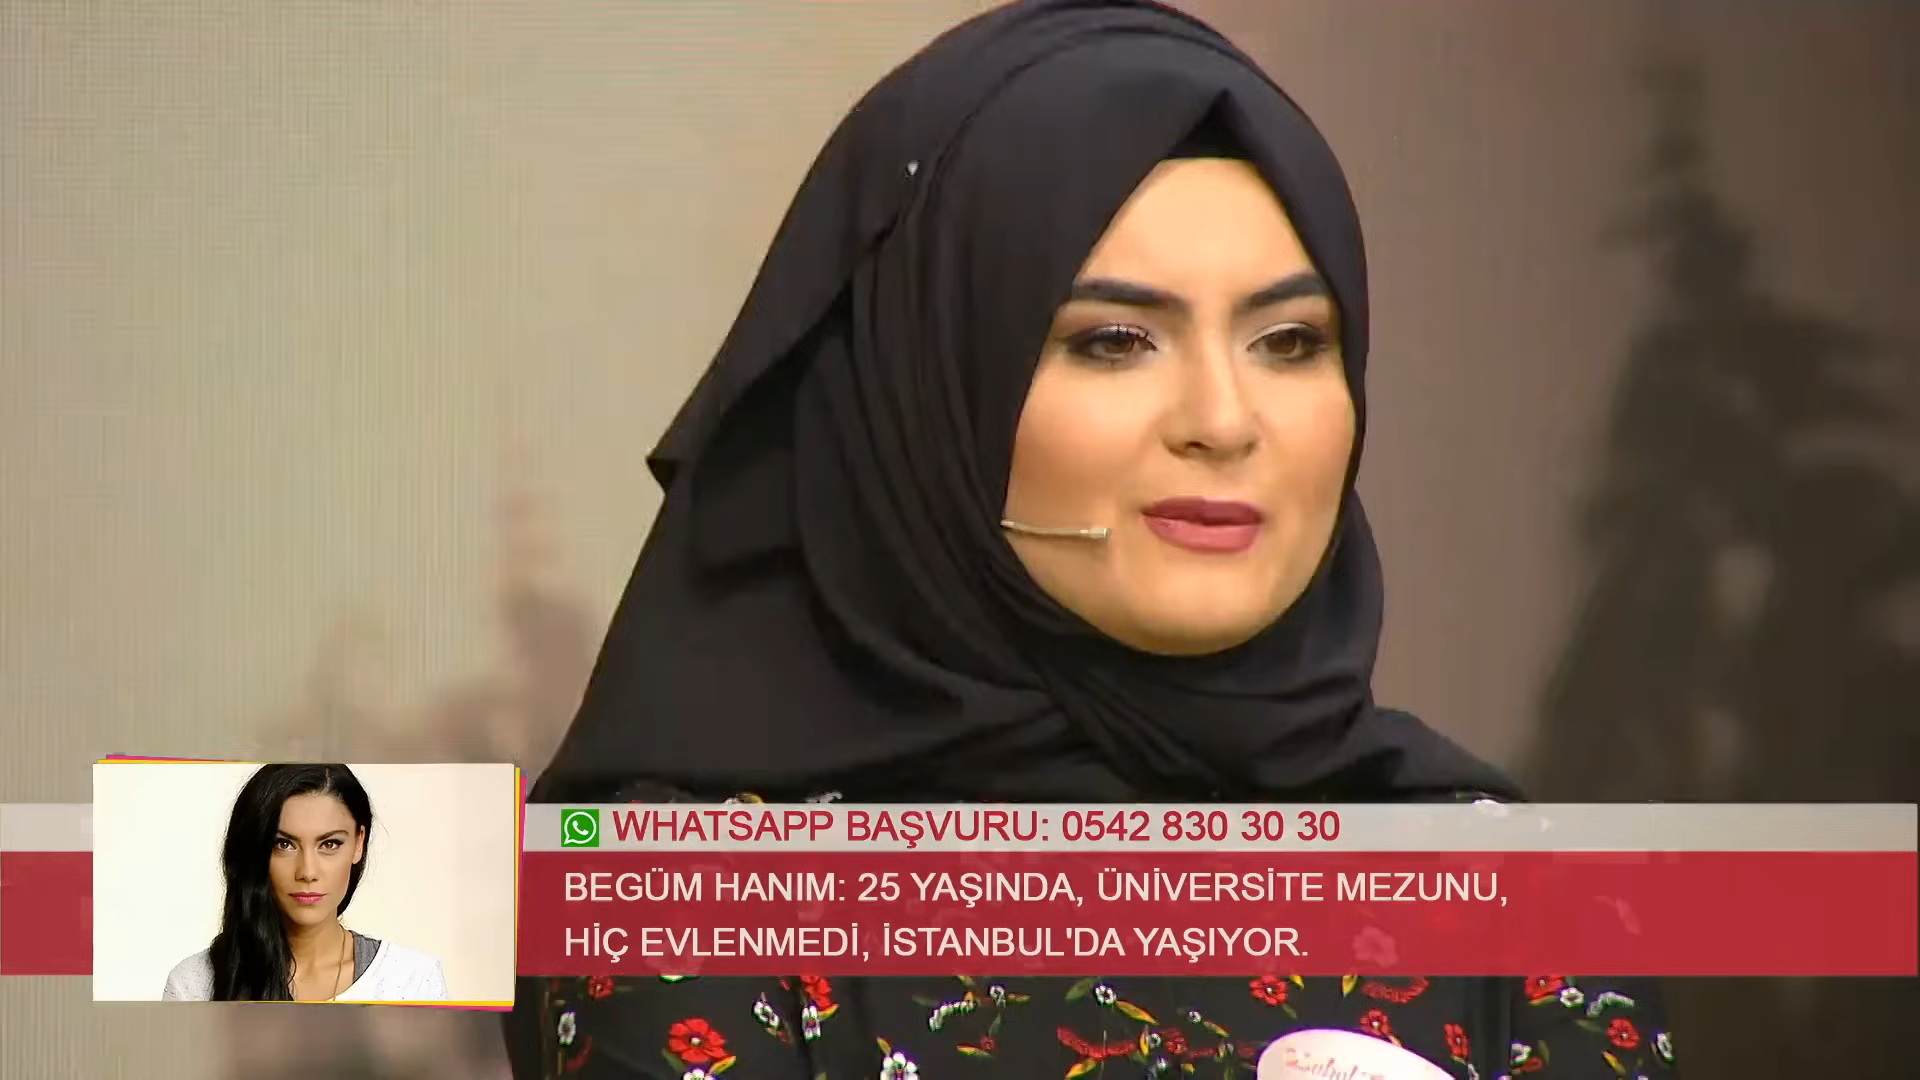 WHATSAPP BAŞVURU: 0542 830 30 30
BEGÜM HANIM: 25 YAŞINDA, ÜNİVERSİTE MEZUNU,
HİÇ EVLENMEDİ, İSTANBUL'DA YAŞIYOR.